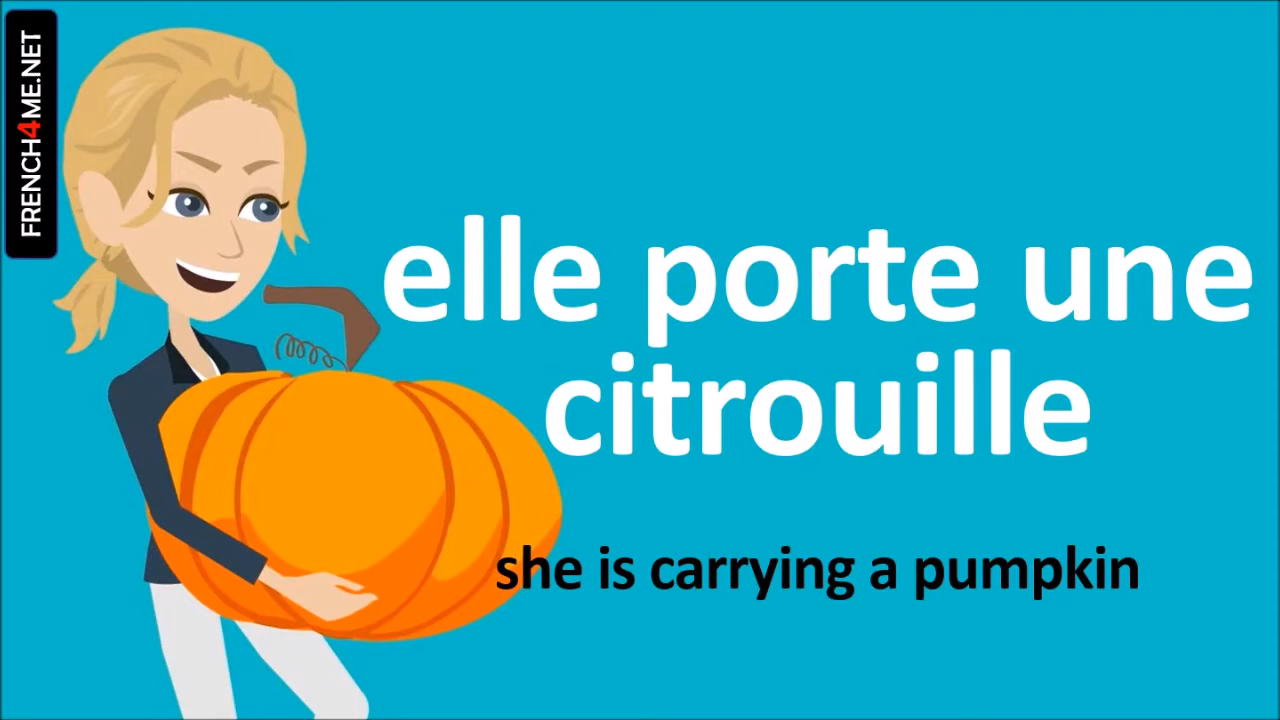 FRENCH4ME.NET
elle porte une
citrouille
she is carrying a pumpkin